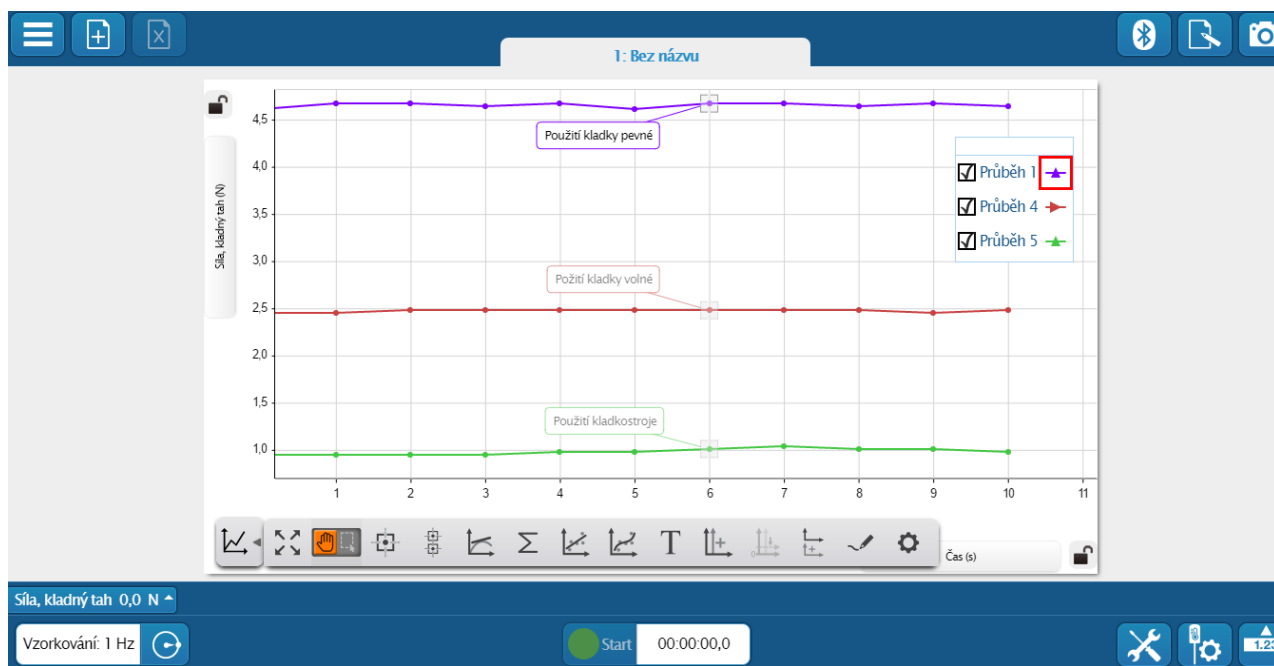 1: Bez názvu
Síla, kladný tah (N)
4,5
4,0
3,5
3,0
2,5
2,0
1,5
1,0
Použití kladky pevné
Požití kladky volné
Použití kladkostroje
Průběh 1
Průběh 4
Průběh 5
1 2 3 4 5 6 7 8 9 10 11
Σ T
Čas (s)
Síla, kladný tah 0,0 N
Vzorkování: 1 Hz
Start 00:00:00,0
1.23